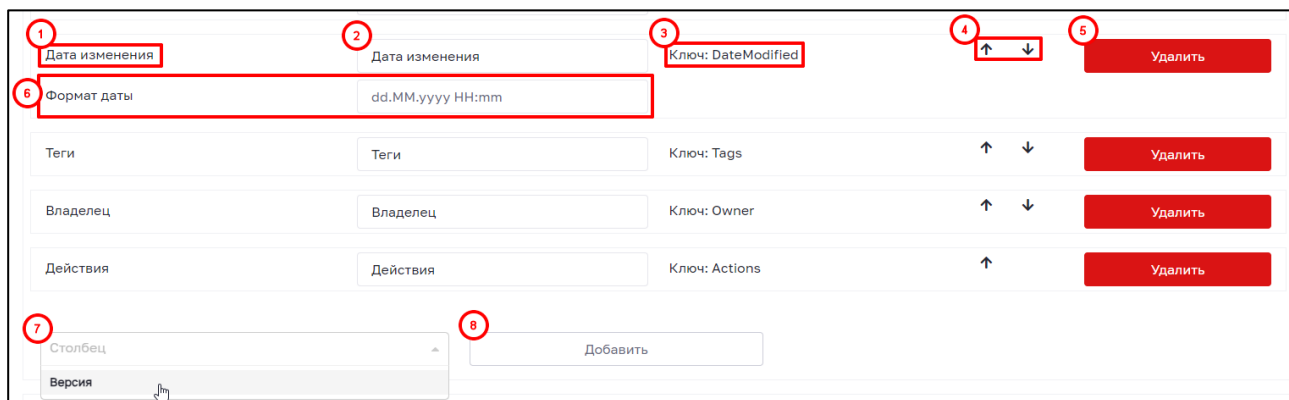 1 2 3 4 5
Дата изменения Дата изменения Ключ: DateModified ↑ ↓ Удалить
6 Формат даты dd.MM.yyyy HH:mm
Теги Теги Ключ: Tags ↑ ↓ Удалить
Владелец Владелец Ключ: Owner ↑ ↓ Удалить
Действия Действия Ключ: Actions ↑ Удалить
7 8
Столбец Добавить
Версия